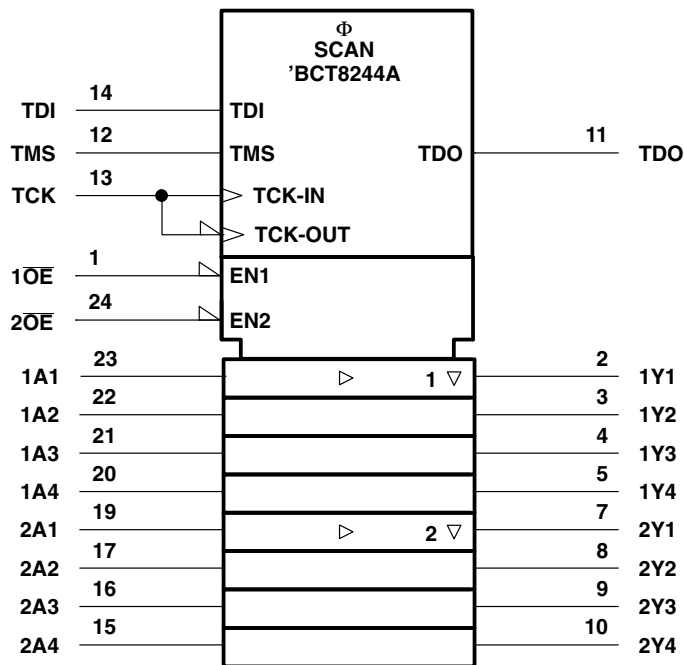 Φ
SCAN
’BCT8244A
14
TDI TDI
12
TMS TMS TDO 11 TDO
13
TCK TCK-IN
TCK-OUT
1
1O̅E̅ EN1
24
2O̅E̅ EN2
23 2
1A1 1 1Y1
22 3
1A2 1Y2
21 4
1A3 1Y3
20 5
1A4 1Y4
19 7
2A1 2 2Y1
17 8
2A2 2Y2
16 9
2A3 2Y3
15 10
2A4 2Y4